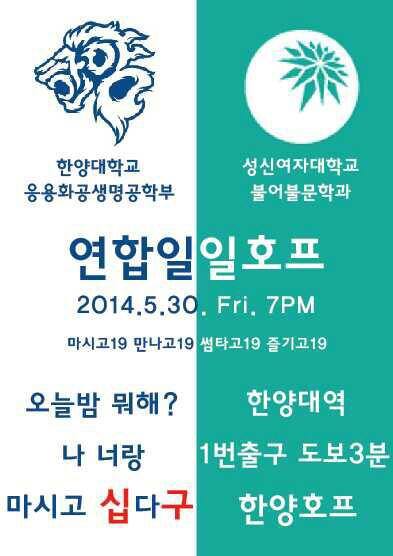 한양대학교
응용화공생명공학부
성신여자대학교
불어불문학과
연합일일호프
2014.5.30. Fri. 7PM
마시고19 만나고19 썸타고19 즐기고19
오늘밤 뭐해?
나 너랑
마시고 십다구
한양대역
1번출구 도보3분
한양호프